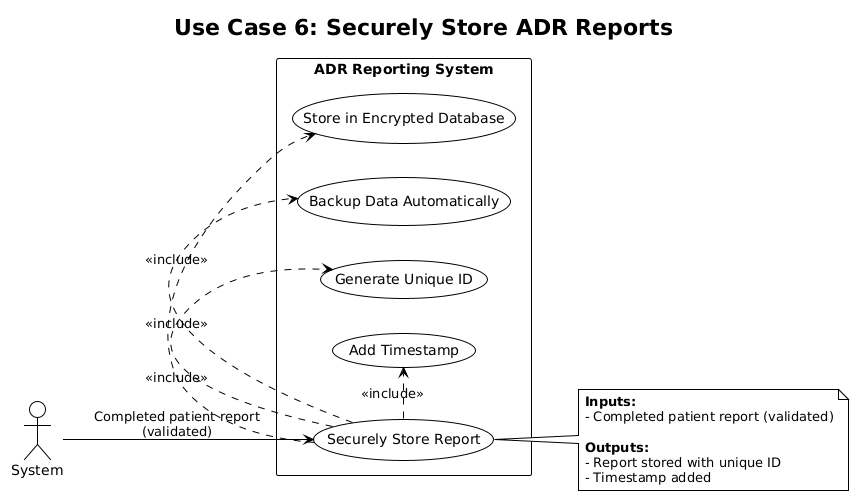 Use Case 6: Securely Store ADR Reports
ADR Reporting System
Store in Encrypted Database
Backup Data Automatically
«include»
Generate Unique ID
«include»
Add Timestamp
«include»
«include»
Completed patient report
(validated)
Securely Store Report
System
Inputs:
- Completed patient report (validated)
Outputs:
- Report stored with unique ID
- Timestamp added